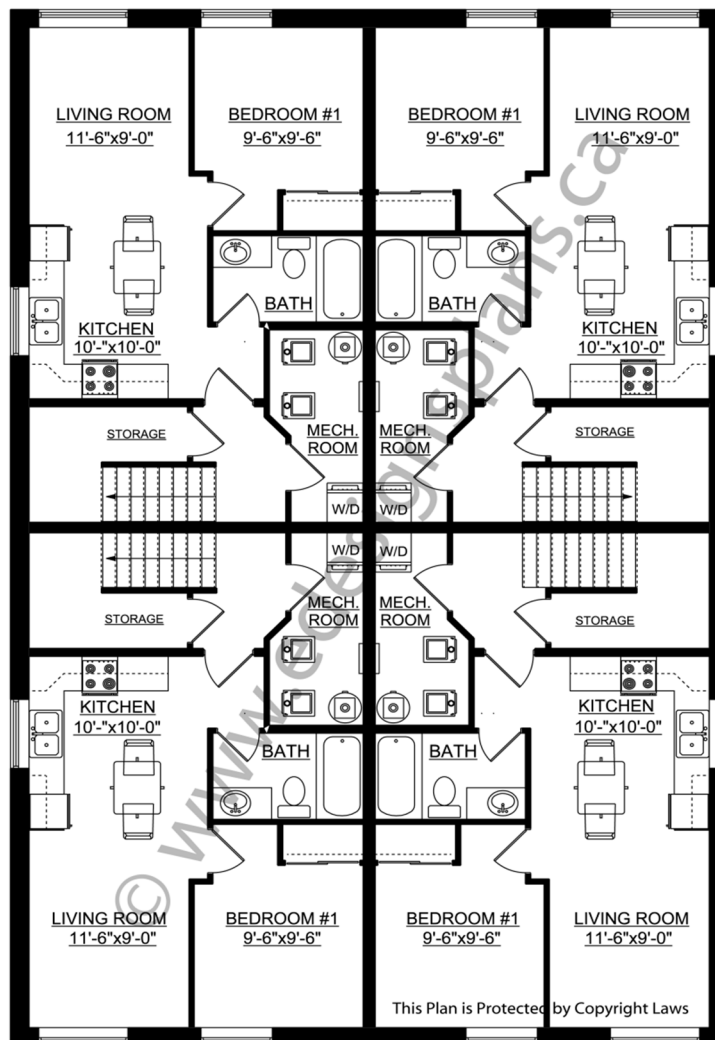 LIVING ROOM
11'-6"x9'-0"
BEDROOM #1
9'-6"x9'-6"
BEDROOM #1
9'-6"x9'-6"
LIVING ROOM
11'-6"x9'-0"
BATH
BATH
KITCHEN
10'-"x10'-0"
KITCHEN
10'-"x10'-0"
STORAGE
MECH.
ROOM
MECH.
ROOM
STORAGE
W/D
W/D
W/D
W/D
STORAGE
MECH.
ROOM
MECH.
ROOM
STORAGE
KITCHEN
10'-"x10'-0"
KITCHEN
10'-"x10'-0"
BATH
BATH
LIVING ROOM
11'-6"x9'-0"
BEDROOM #1
9'-6"x9'-6"
BEDROOM #1
9'-6"x9'-6"
LIVING ROOM
11'-6"x9'-0"
© www.edesignsplans.ca
This Plan is Protected by Copyright Laws